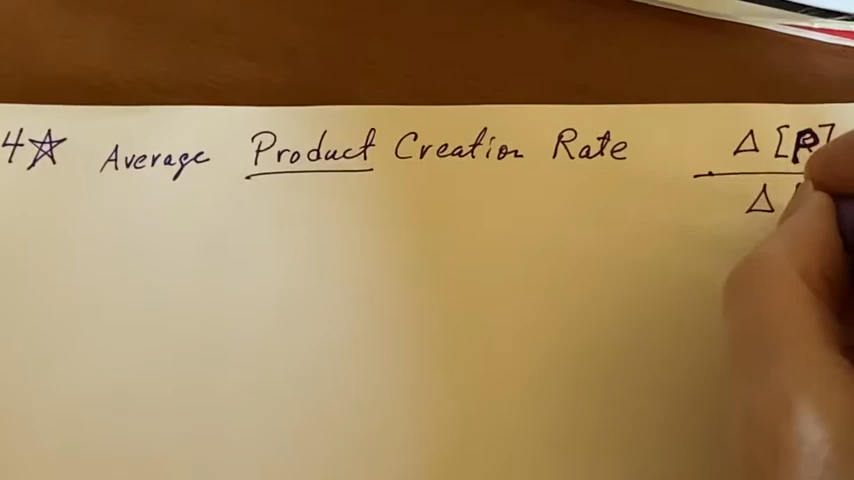 4☆ Average Product Creation Rate Δ [P]
Δ